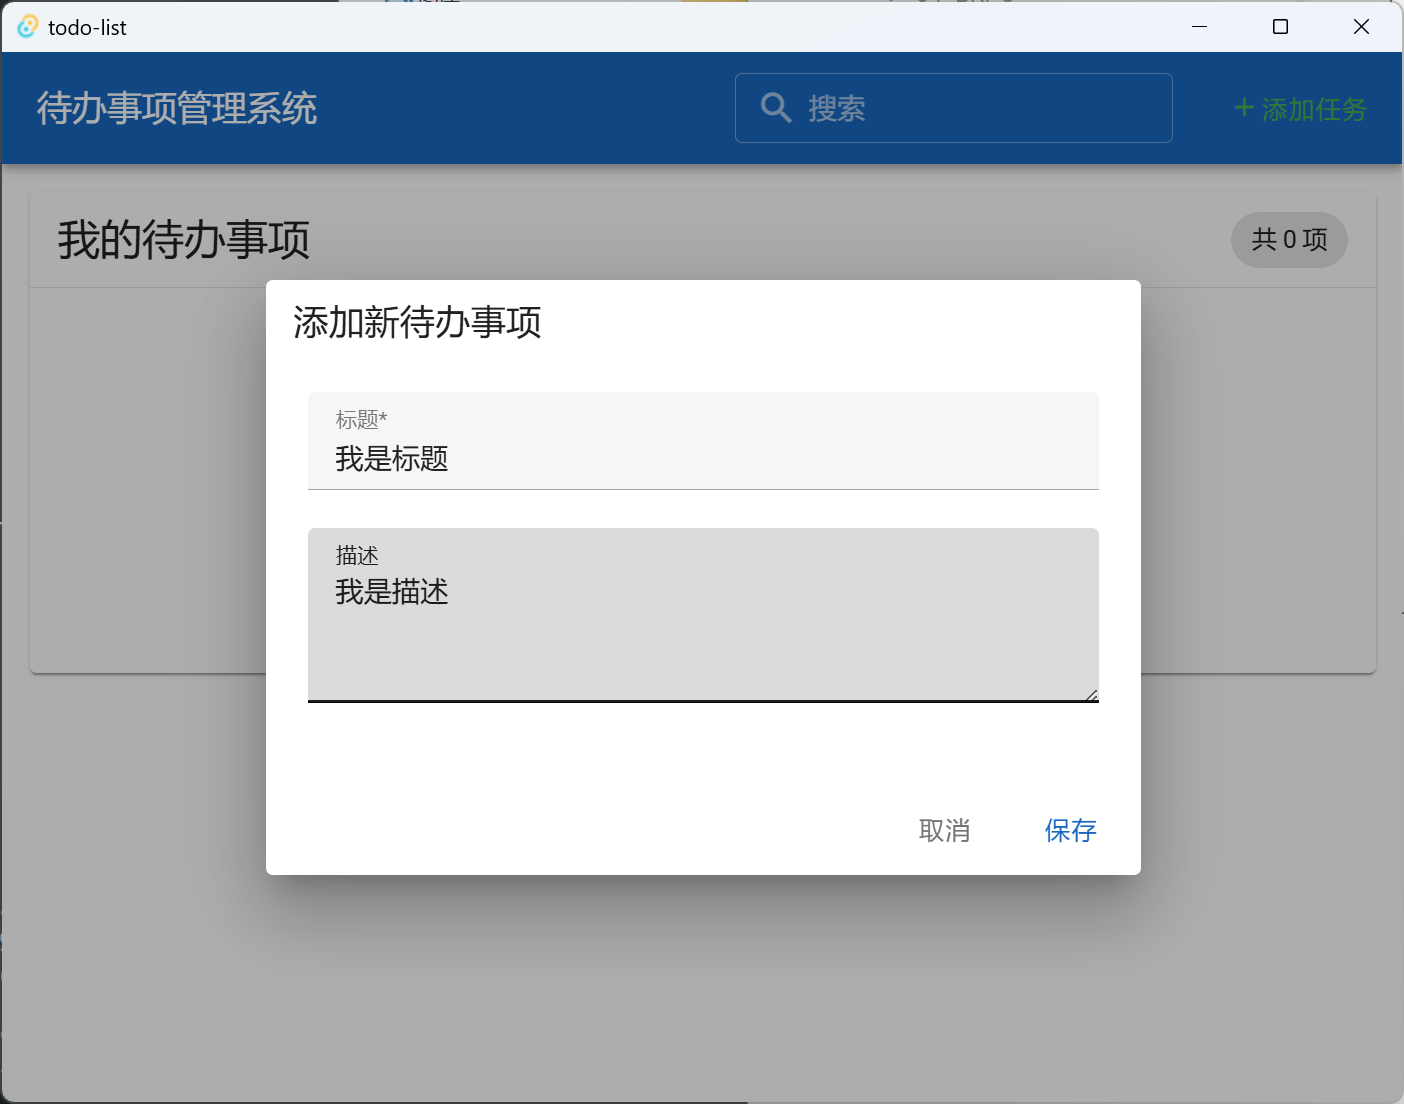 todo-list
待办事项管理系统
搜索
+ 添加任务
我的待办事项
共 0 项
添加新待办事项
标题*
我是标题
描述
我是描述
取消
保存